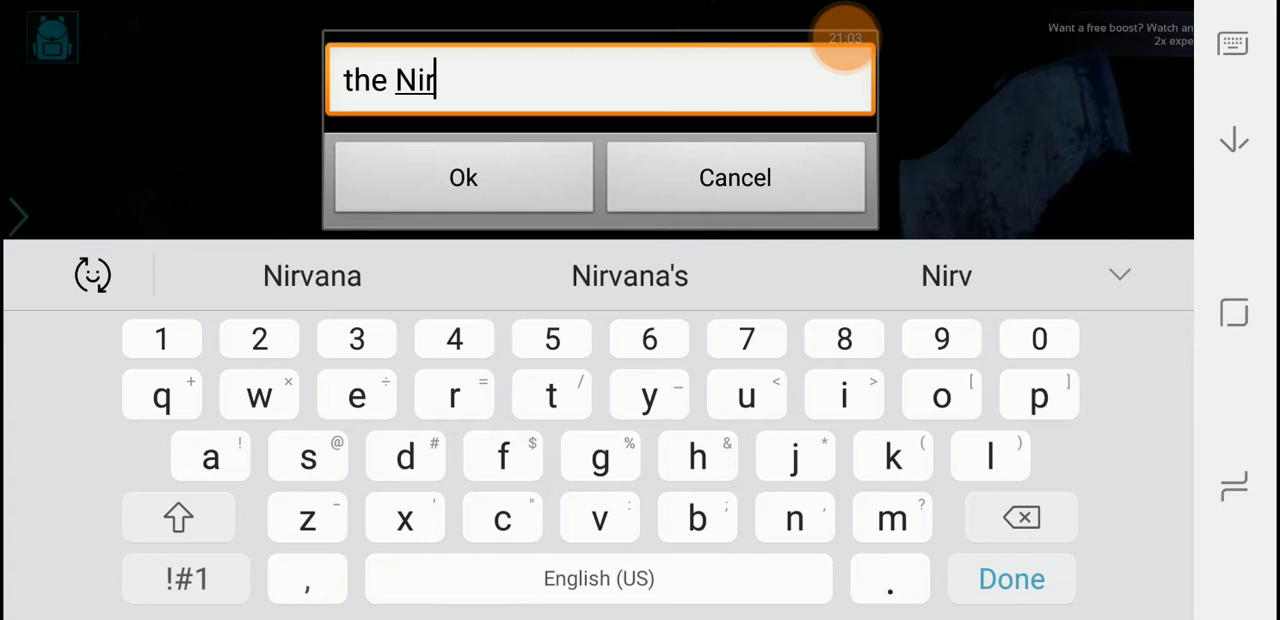 21:03
Want a free boost? Watch an
2x expe
the Nir
Ok Cancel
Nirvana Nirvana's Nirv
1 2 3 4 5 6 7 8 9 0
q + w × e ÷ r = t / y _ u < i > o [ p ]
a ! s @ d # f $ g % h & j * k ( l )
z - x ' c " v : b ; n , m ?
!#1 , English (US) . Done